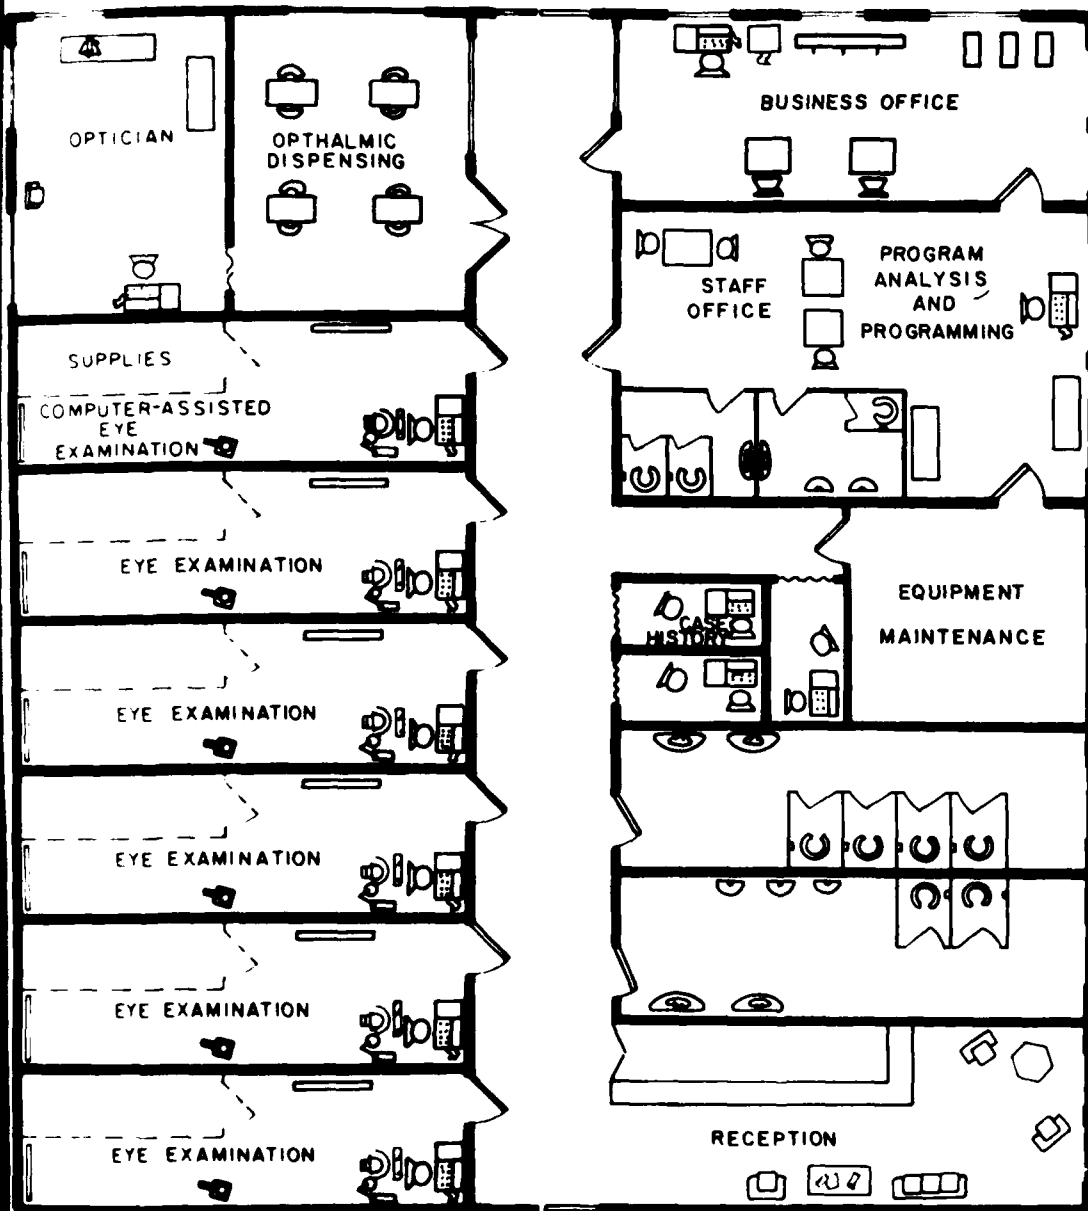 OPTICIAN
OPTHALMIC
DISPENSING
BUSINESS OFFICE
STAFF
OFFICE
PROGRAM
ANALYSIS
AND
PROGRAMMING
SUPPLIES
COMPUTER-ASSISTED
EYE
EXAMINATION
EYE EXAMINATION
EYE EXAMINATION
EYE EXAMINATION
EYE EXAMINATION
EYE EXAMINATION
CASE
HISTORY
EQUIPMENT
MAINTENANCE
RECEPTION